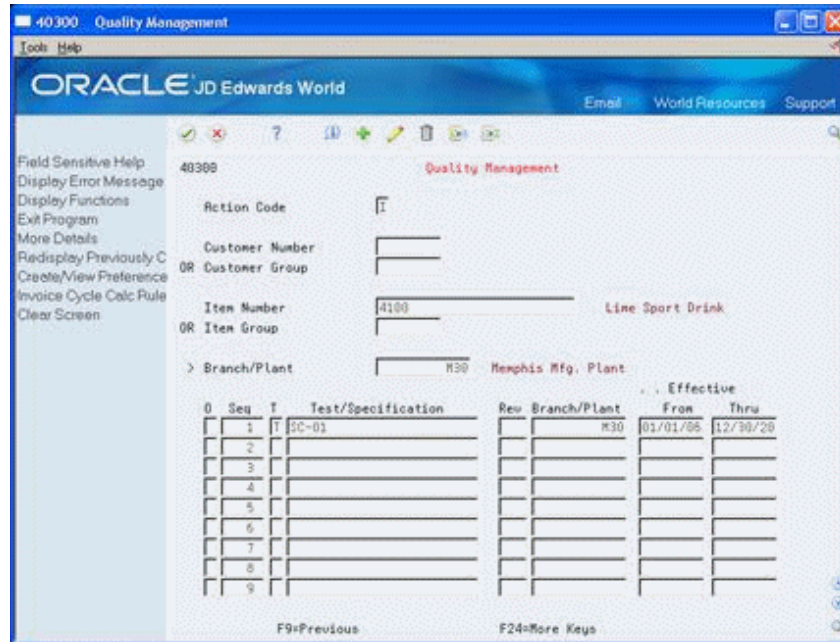 40300 Quality Management
Tools Help
ORACLE JD Edwards World
Email World Resources Support
Field Sensitive Help
Display Error Message
Display Functions
Exit Program
More Details
Redisplay Previously C
Create/View Preference
Invoice Cycle Calc Rule
Clear Screen
40300 Quality Management
Action Code I
Customer Number
OR Customer Group
Item Number 4100 Lime Sport Drink
OR Item Group
> Branch/Plant M30 Memphis Mfg. Plant
. . Effective
O Seq T Test/Specification Rev Branch/Plant From Thru
1 T SC-01 M30 01/01/06 12/30/20
2
3
4
5
6
7
8
9
F9=Previous F24=More Keys